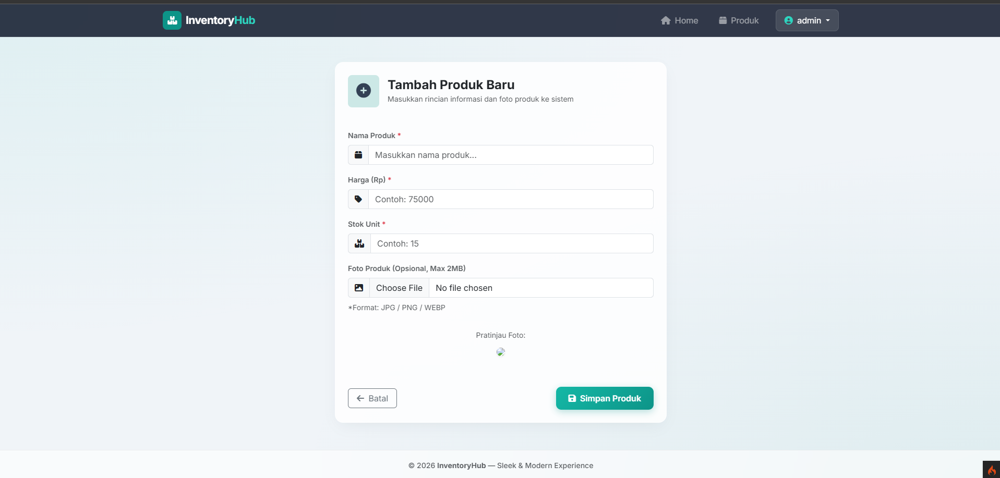 InventoryHub
Home
Produk
admin
Tambah Produk Baru
Masukkan rincian informasi dan foto produk ke sistem
Nama Produk *
Masukkan nama produk...
Harga (Rp) *
Contoh: 75000
Stok Unit *
Contoh: 15
Foto Produk (Opsional, Max 2MB)
Choose File No file chosen
*Format: JPG / PNG / WEBP
Pratinjau Foto:
Batal
Simpan Produk
© 2026 InventoryHub — Sleek & Modern Experience